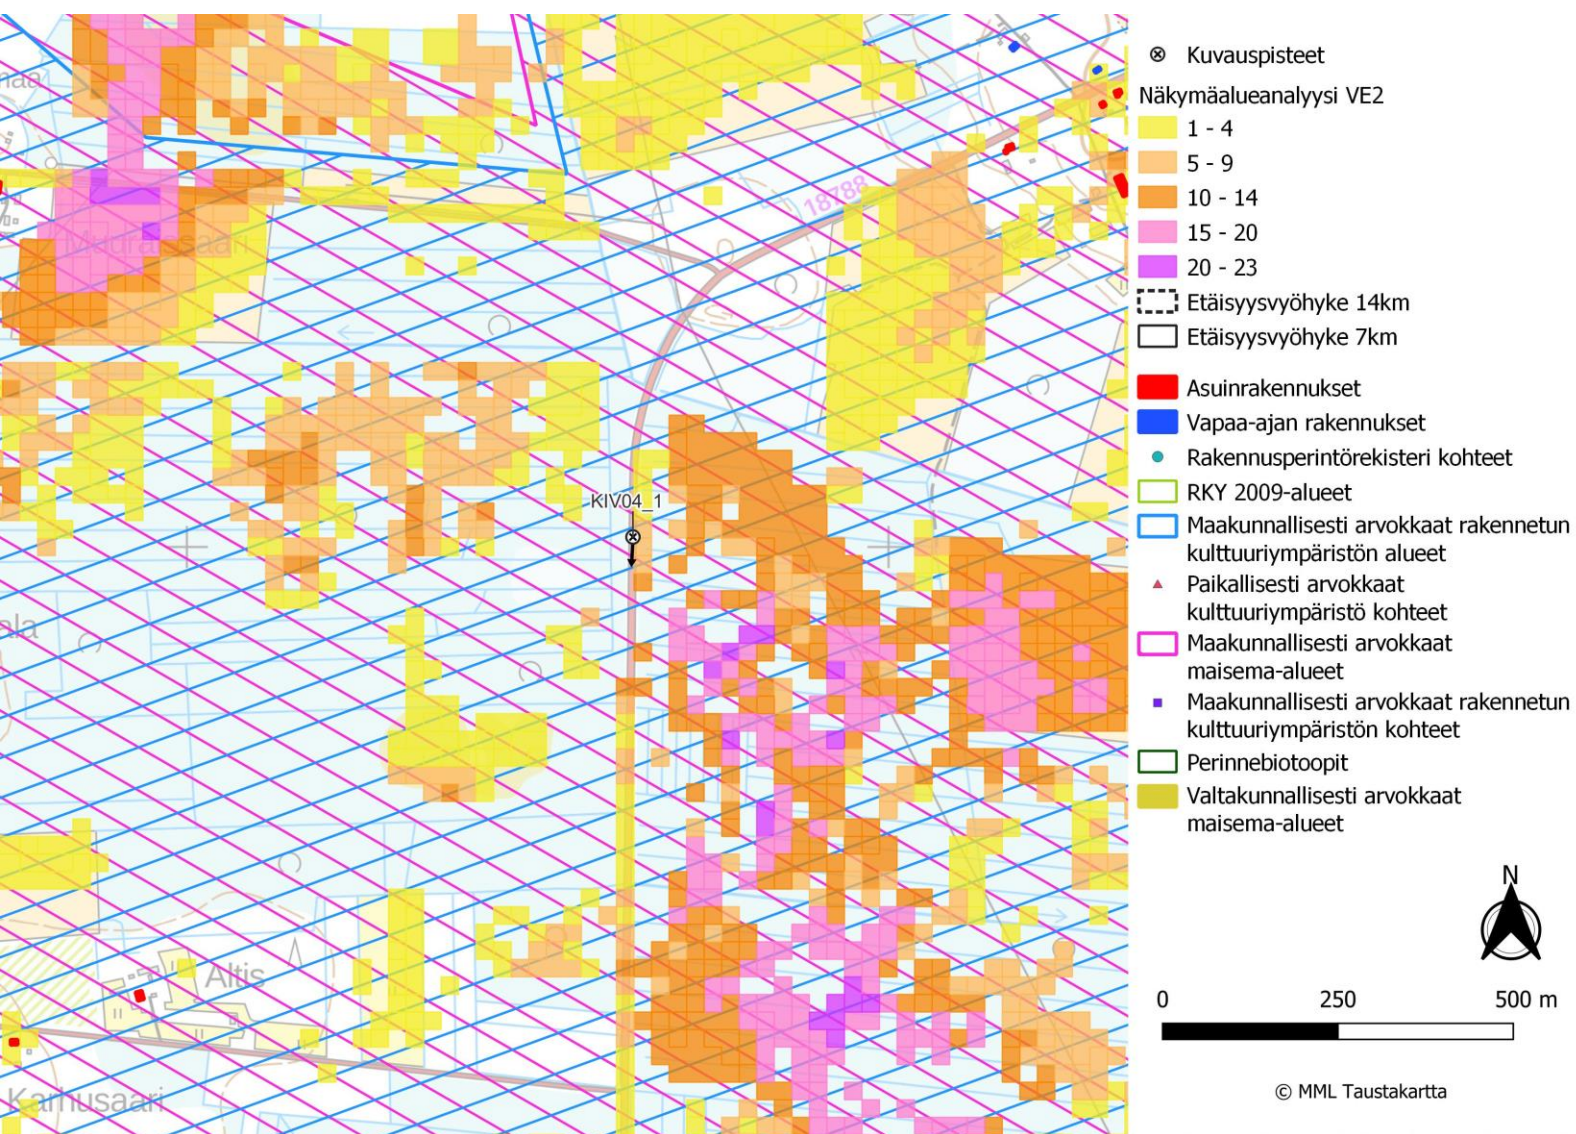 naa
18788
Muuraissaari
KIV04_1
ala
Altis
Karhusaari
Kuvauspisteet
Näkymäalueanalyysi VE2
1 - 4
5 - 9
10 - 14
15 - 20
20 - 23
Etäisyysvyöhyke 14km
Etäisyysvyöhyke 7km
Asuinrakennukset
Vapaa-ajan rakennukset
Rakennusperintörekisteri kohteet
RKY 2009-alueet
Maakunnallisesti arvokkaat rakennetun
kulttuuriympäristön alueet
Paikallisesti arvokkaat
kulttuuriympäristö kohteet
Maakunnallisesti arvokkaat
maisema-alueet
Maakunnallisesti arvokkaat rakennetun
kulttuuriympäristön kohteet
Perinnebiotoopit
Valtakunnallisesti arvokkaat
maisema-alueet
N
0 250 500 m
© MML Taustakartta